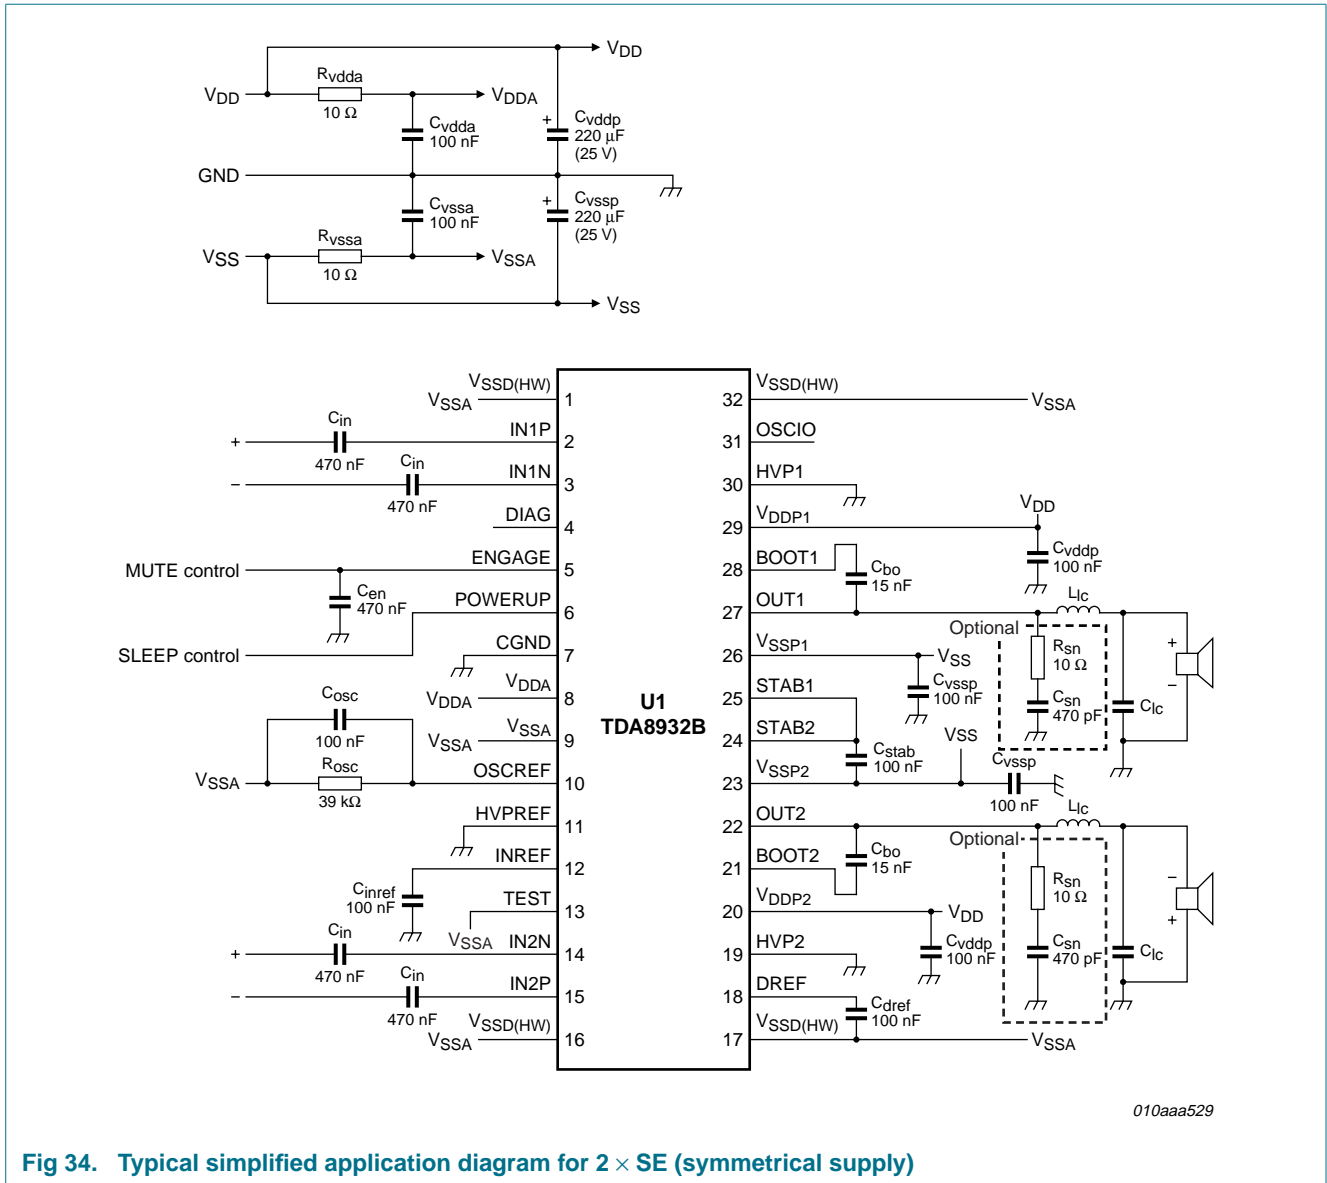 VDD
Rvdda
VDD
VDDA
10 Ω
Cvdda
100 nF
+
Cvddp
220 μF
(25 V)
GND
Cvssa
100 nF
+
Cvssp
220 μF
(25 V)
Rvssa
VSS
VSSA
10 Ω
VSS
VSSD(HW)
VSSA
1
Cin
+
470 nF
IN1P
2
Cin
−
470 nF
IN1N
3
DIAG
4
MUTE control
ENGAGE
5
Cen
470 nF
POWERUP
6
SLEEP control
CGND
7
VDDA
VDDA
8
Cosc
100 nF
VSSA
VSSA
9
VSSA
Rosc
39 kΩ
OSCREF
10
HVPREF
11
INREF
12
Cinref
100 nF
TEST
13
VSSA
Cin
+
470 nF
IN2N
14
Cin
−
470 nF
IN2P
15
VSSD(HW)
VSSA
16
U1
TDA8932B
32
VSSD(HW)
VSSA
31
OSCIO
30
HVP1
29
VDDP1
VDD
Cvddp
100 nF
28
BOOT1
Cbo
15 nF
27
OUT1
Llc
Optional
Rsn
10 Ω
Csn
470 pF
Clc
+
−
26
VSSP1
VSS
Cvssp
100 nF
25
STAB1
24
STAB2
Cstab
100 nF
VSS
23
VSSP2
Cvssp
100 nF
22
OUT2
Llc
Optional
Rsn
10 Ω
Csn
470 pF
Clc
−
+
21
BOOT2
Cbo
15 nF
20
VDDP2
VDD
Cvddp
100 nF
19
HVP2
18
DREF
Cdref
100 nF
17
VSSD(HW)
VSSA
010aaa529
Fig 34. Typical simplified application diagram for 2 × SE (symmetrical supply)